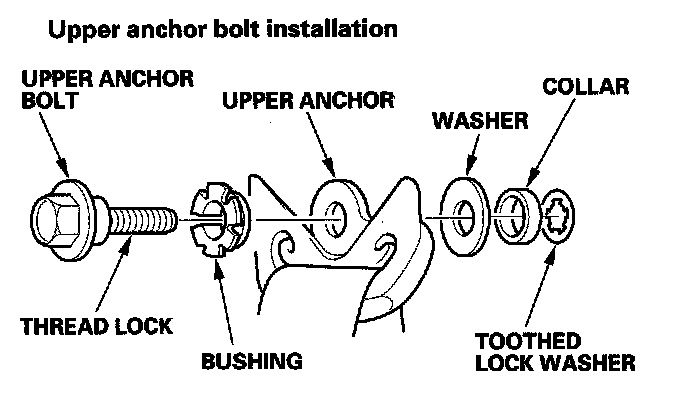 Upper anchor bolt installation
UPPER ANCHOR
BOLT
UPPER ANCHOR
WASHER
COLLAR
THREAD LOCK
BUSHING
TOOTHED
LOCK WASHER